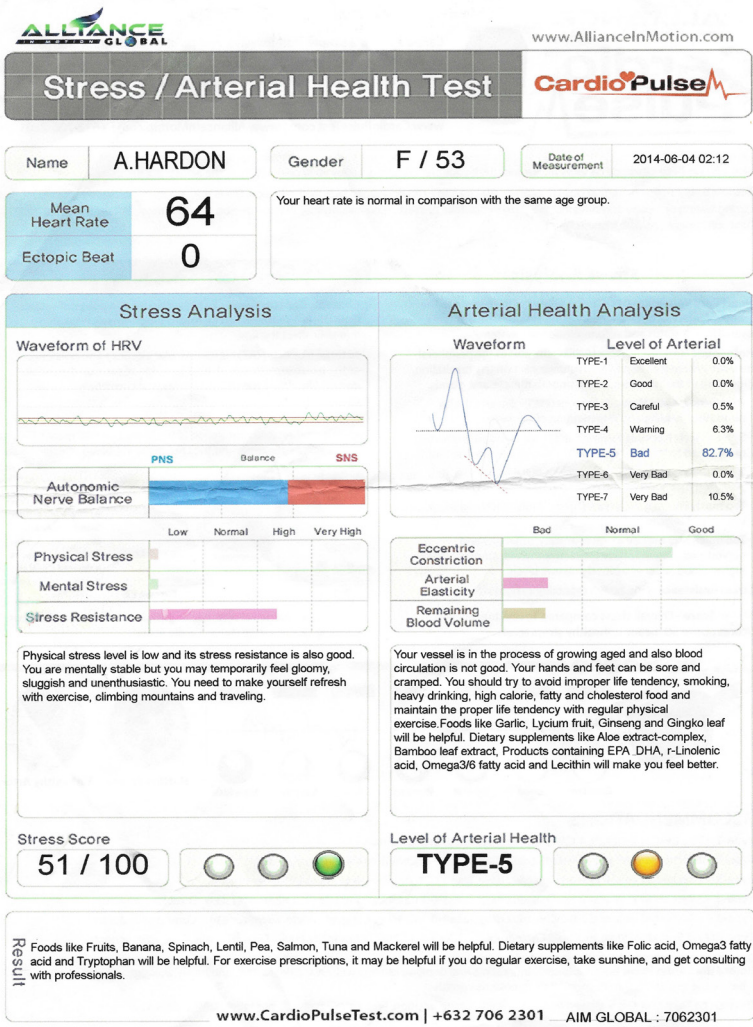 ALLIANCE
IN MOTION GLOBAL
www.AllianceInMotion.com
Stress / Arterial Health Test
CardioPulse
Name A.HARDON Gender F / 53 Date of Measurement 2014-06-04 02:12
Mean Heart Rate 64
Ectopic Beat 0
Your heart rate is normal in comparison with the same age group.
Stress Analysis
Waveform of HRV
PNS Balance SNS
Autonomic Nerve Balance
Low Normal High Very High
Physical Stress
Mental Stress
Stress Resistance
Physical stress level is low and its stress resistance is also good.
You are mentally stable but you may temporarily feel gloomy,
sluggish and unenthusiastic. You need to make yourself refresh
with exercise, climbing mountains and traveling.
Stress Score
51 / 100
Arterial Health Analysis
Waveform Level of Arterial
TYPE-1 Excellent 0.0%
TYPE-2 Good 0.0%
TYPE-3 Careful 0.5%
TYPE-4 Warning 6.3%
TYPE-5 Bad 82.7%
TYPE-6 Very Bad 0.0%
TYPE-7 Very Bad 10.5%
Bad Normal Good
Eccentric Constriction
Arterial Elasticity
Remaining Blood Volume
Your vessel is in the process of growing aged and also blood
circulation is not good. Your hands and feet can be sore and
cramped. You should try to avoid improper life tendency, smoking,
heavy drinking, high calorie, fatty and cholesterol food and
maintain the proper life tendency with regular physical
exercise.Foods like Garlic, Lycium fruit, Ginseng and Gingko leaf
will be helpful. Dietary supplements like Aloe extract-complex,
Bamboo leaf extract, Products containing EPA DHA, r-Linolenic
acid, Omega3/6 fatty acid and Lecithin will make you feel better.
Level of Arterial Health
TYPE-5
Result
Foods like Fruits, Banana, Spinach, Lentil, Pea, Salmon, Tuna and Mackerel will be helpful. Dietary supplements like Folic acid, Omega3 fatty
acid and Tryptophan will be helpful. For exercise prescriptions, it may be helpful if you do regular exercise, take sunshine, and get consulting
with professionals.
www.CardioPulseTest.com | +632 706 2301 AIM GLOBAL : 7062301